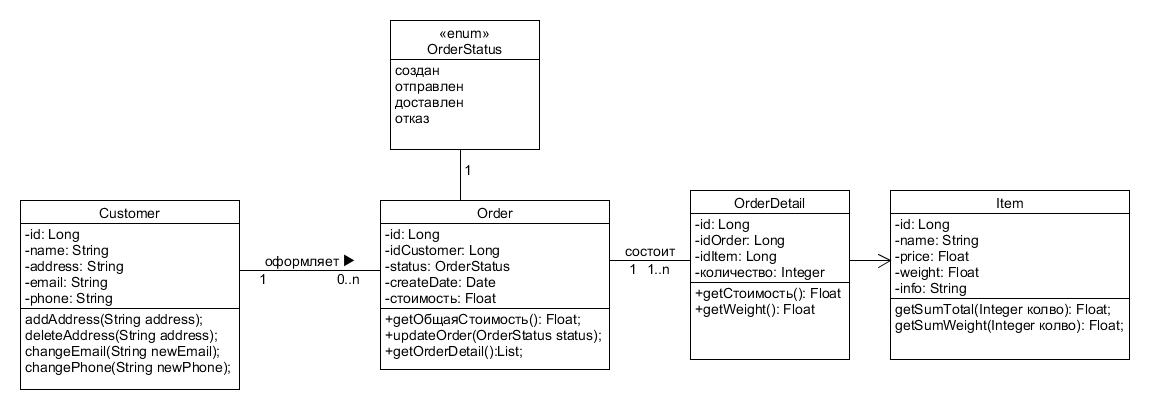 «enum»
OrderStatus
создан
отправлен
доставлен
отказ
1
Customer
-id: Long
-name: String
-address: String
-email: String
-phone: String
addAddress(String address);
deleteAddress(String address);
changeEmail(String newEmail);
changePhone(String newPhone);
оформляет ▶
1 0..n
Order
-id: Long
-idCustomer: Long
-status: OrderStatus
-createDate: Date
-стоимость: Float
+getОбщаяСтоимость(): Float;
+updateOrder(OrderStatus status);
+getOrderDetail():List;
состоит
1 1..n
OrderDetail
-id: Long
-idOrder: Long
-idItem: Long
-количество: Integer
+getСтоимость(): Float
+getWeight(): Float
Item
-id: Long
-name: String
-price: Float
-weight: Float
-info: String
getSumTotal(Integer колво): Float;
getSumWeight(Integer колво): Float;